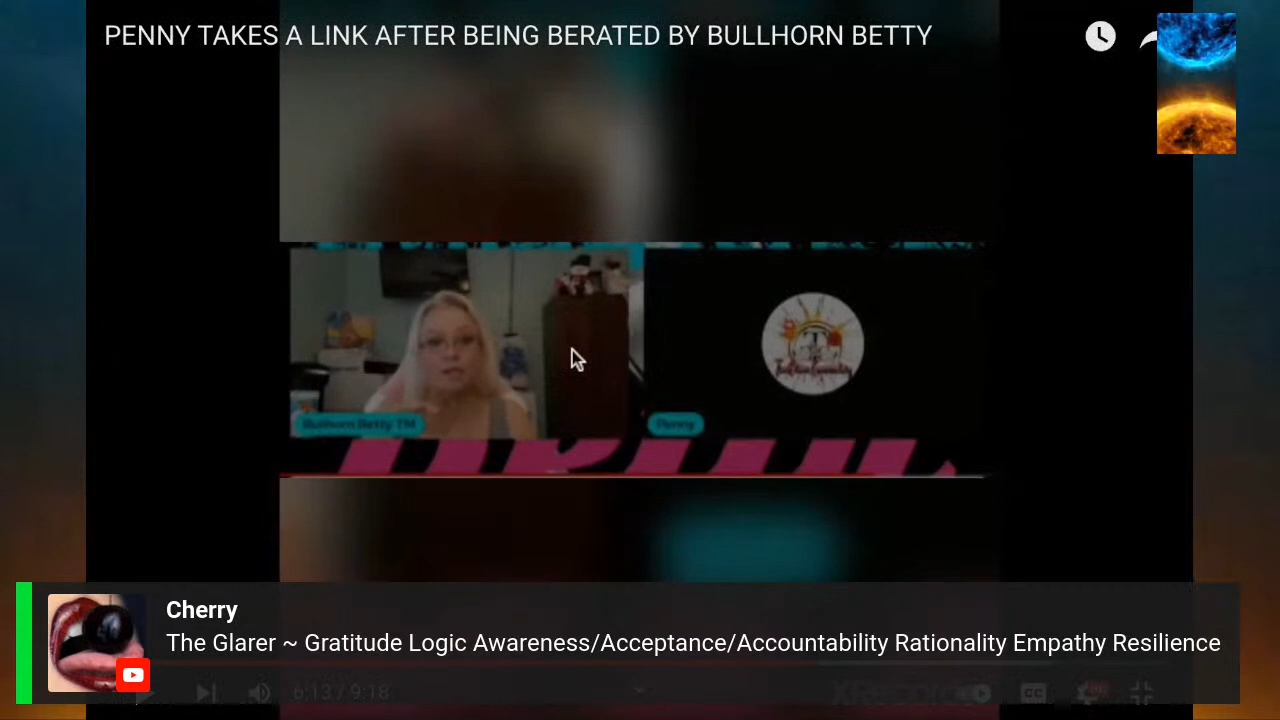 PENNY TAKES A LINK AFTER BEING BERATED BY BULLHORN BETTY
Bullhorn Betty TM
Penny
Cherry
The Glarer ~ Gratitude Logic Awareness/Acceptance/Accountability Rationality Empathy Resilience
6:13 / 9:18
CC